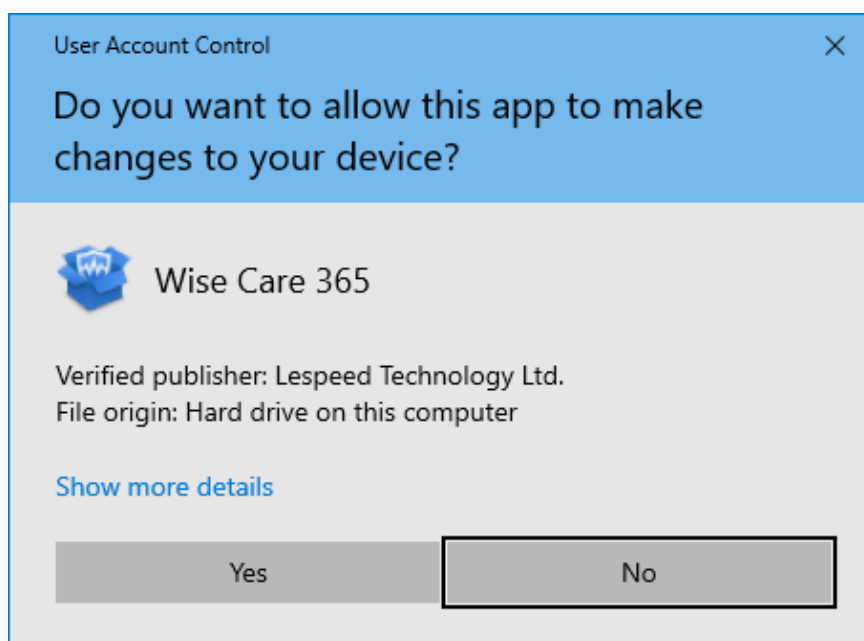 User Account Control
Do you want to allow this app to make
changes to your device?
Wise Care 365
Verified publisher: Lespeed Technology Ltd.
File origin: Hard drive on this computer
Show more details
Yes
No